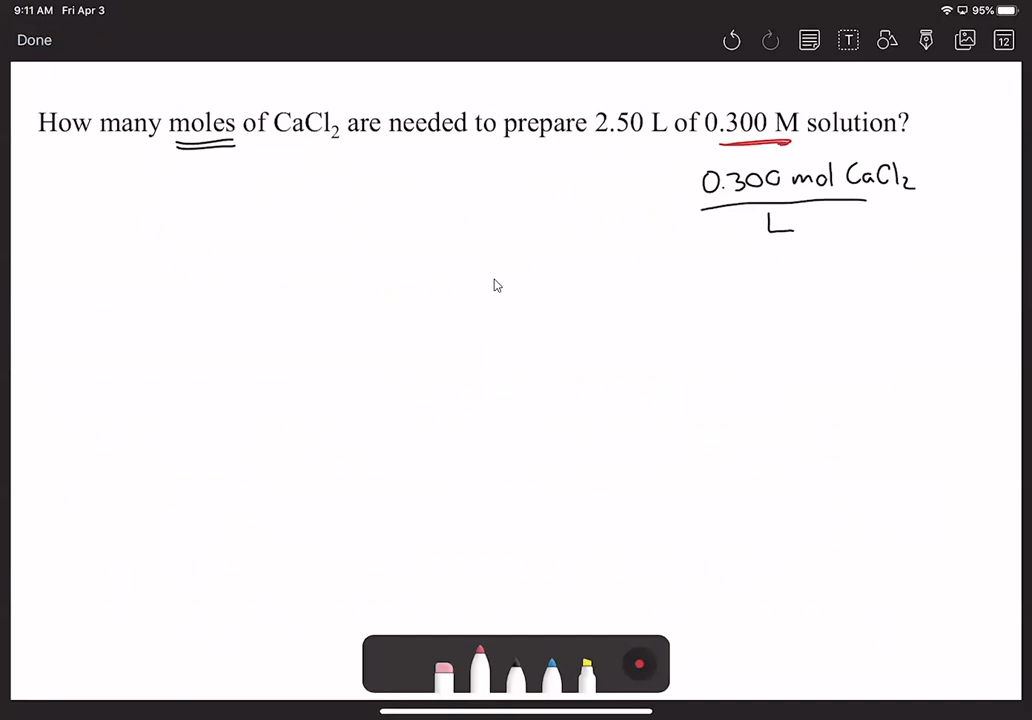 9:11 AM Fri Apr 3
95%
Done
T
12
How many moles of CaCl₂ are needed to prepare 2.50 L of 0.300 M solution?
0.300 mol CaCl₂
L